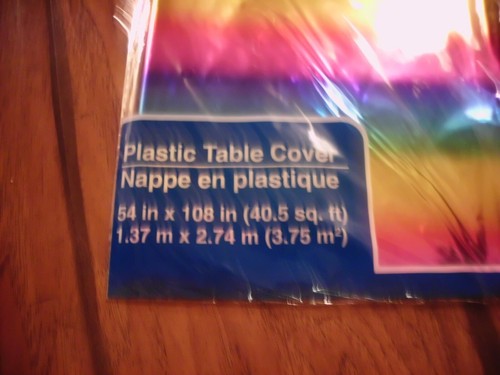 Plastic Table Cover
Nappe en plastique
54 in x 108 in (40.5 sq. ft)
1.37 m x 2.74 m (3.75 m²)